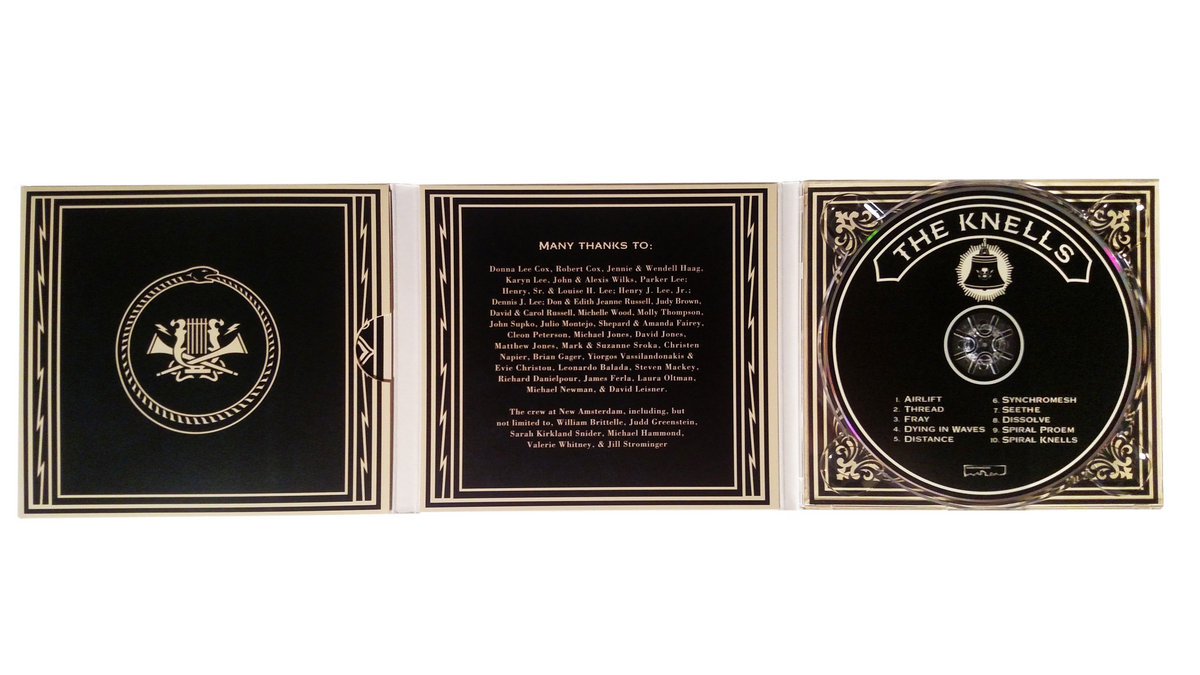 MANY THANKS TO:
Donna Lee Cox, Robert Cox, Jennie & Wendell Haag,
Karyn Lee, John & Alexis Wilks, Parker Lee;
Henry, Sr. & Louise H. Lee; Henry J. Lee, Jr.;
Dennis J. Lee; Don & Edith Jeanne Russell, Judy Brown,
David & Carol Russell, Michelle Wood, Molly Thompson,
John Supko, Julio Montejo, Shepard & Amanda Fairey,
Cleon Peterson, Michael Jones, David Jones,
Matthew Jones, Mark & Suzanne Sroka, Christen
Napier, Brian Gager, Yiorgos Vassilandonakis &
Evie Christou, Leonardo Balada, Steven Mackey,
Richard Danielpour, James Ferla, Laura Oltman,
Michael Newman, & David Leisner.
The crew at New Amsterdam, including, but
not limited to, William Brittelle, Judd Greenstein,
Sarah Kirkland Snider, Michael Hammond,
Valerie Whitney, & Jill Strominger
THE KNELLS
1. AIRLIFT
2. THREAD
3. FRAY
4. DYING IN WAVES
5. DISTANCE
6. SYNCHROMESH
7. SEETHE
8. DISSOLVE
9. SPIRAL PROEM
10. SPIRAL KNELLS